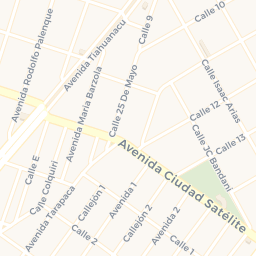 Calle 10
Calle 9
Avenida Tiahuanacu
Avenida Rodolfo Palenque
Calle Isaac Arias
Avenida Maria Barzola
Calle 25 De Mayo
Calle 12
Calle 13
Avenida Ciudad Satélite
Calle JC Bandani
Calle E
Calle Colquiri
Avenida Tarapaca
Callejón 1
Avenida 1
Callejón 2
Avenida 2
Calle 2
Calle 1